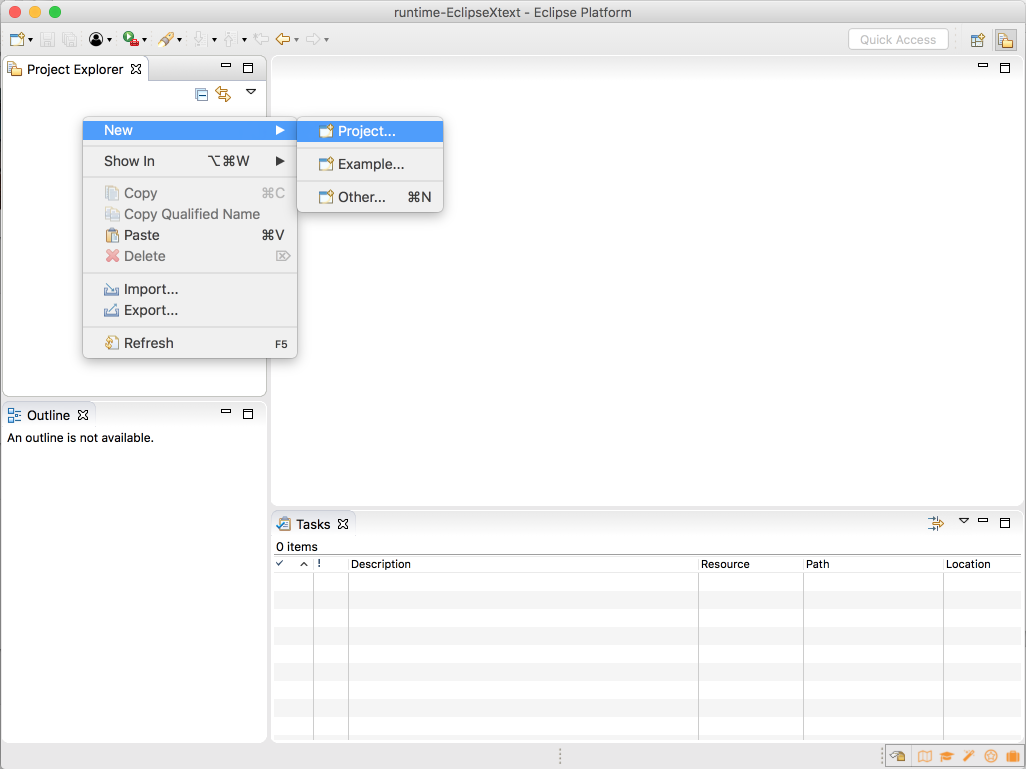 runtime-EclipseXtext - Eclipse Platform
Quick Access
Project Explorer
New
Project...
Show In ⌥⌘W
Example...
Copy ⌘C
Other... ⌘N
Copy Qualified Name
Paste ⌘V
Delete ⌦
Import...
Export...
Refresh F5
Outline
An outline is not available.
Tasks
0 items
! Description Resource Path Location